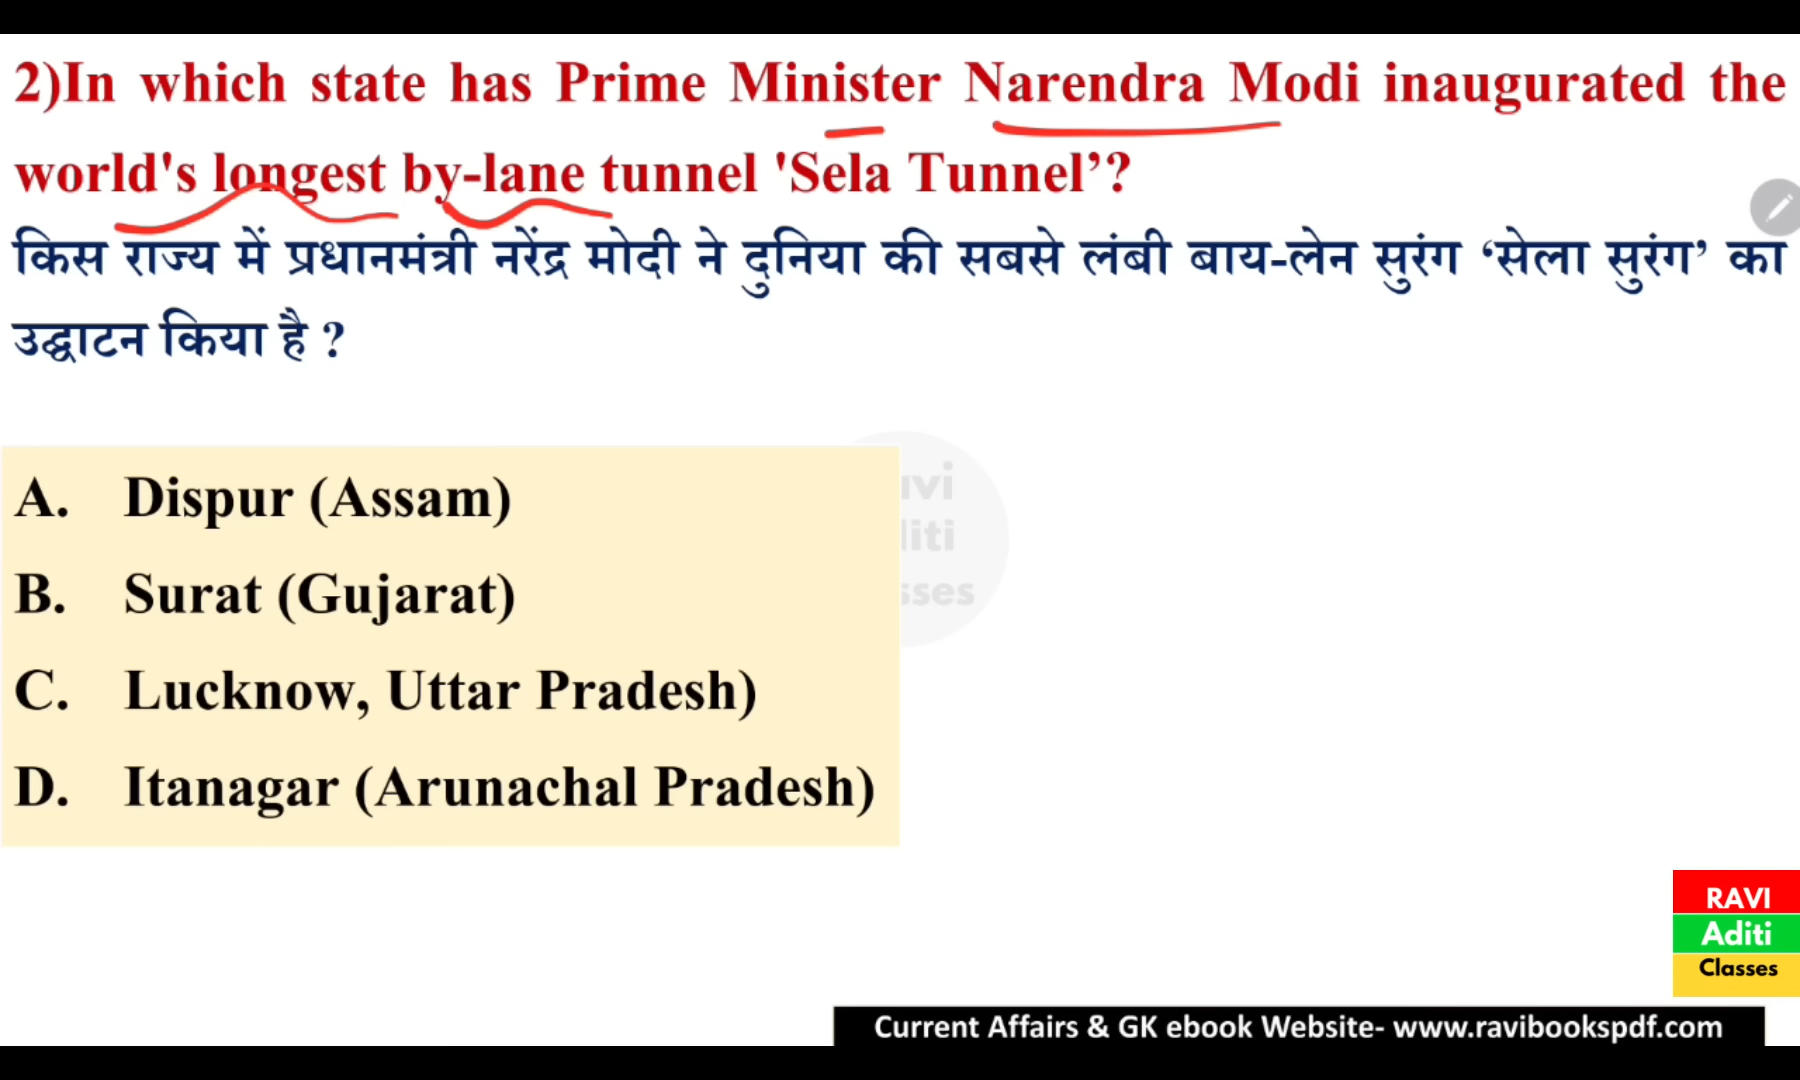 2)In which state has Prime Minister Narendra Modi inaugurated the
world's longest by-lane tunnel 'Sela Tunnel’?
किस राज्य में प्रधानमंत्री नरेंद्र मोदी ने दुनिया की सबसे लंबी बाय-लेन सुरंग ‘सेला सुरंग’ का
उद्घाटन किया है ?
A. Dispur (Assam)
B. Surat (Gujarat)
C. Lucknow, Uttar Pradesh)
D. Itanagar (Arunachal Pradesh)
RAVI
Aditi
Classes
Current Affairs & GK ebook Website- www.ravibookspdf.com